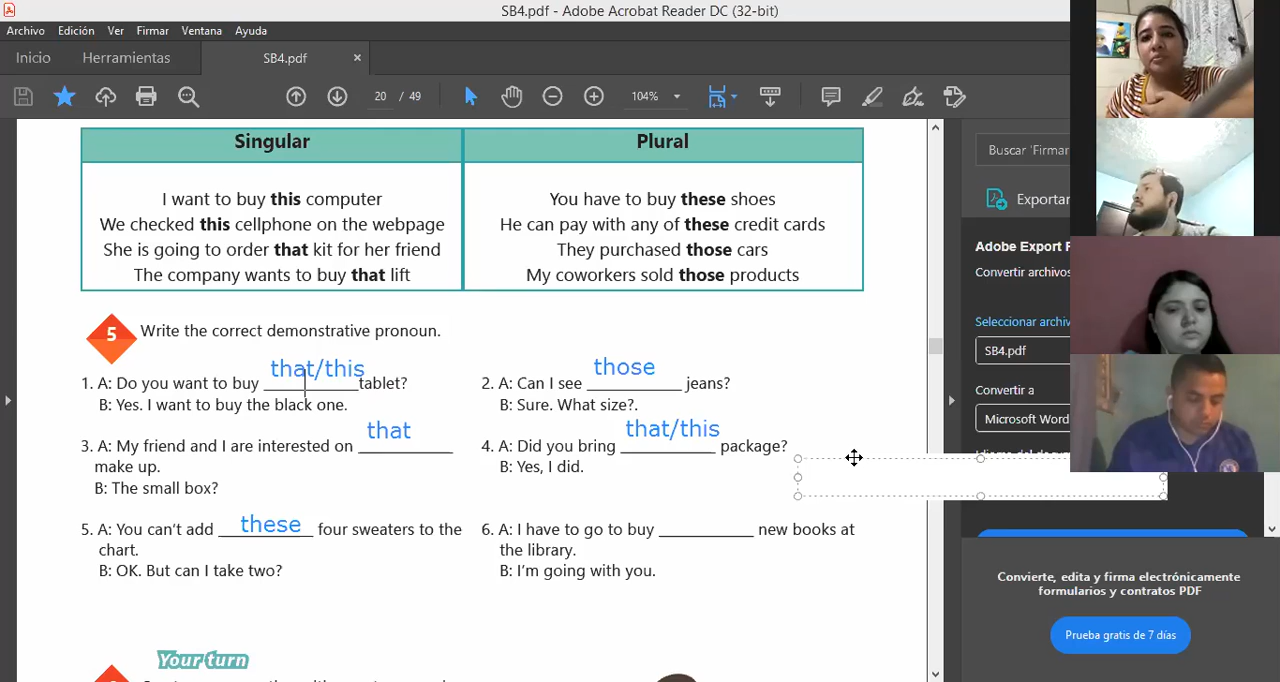 SB4.pdf - Adobe Acrobat Reader DC (32-bit)
Archivo Edición Ver Firmar Ventana Ayuda
Inicio Herramientas SB4.pdf ×
20 / 49 104%
Singular Plural
I want to buy this computer
We checked this cellphone on the webpage
She is going to order that kit for her friend
The company wants to buy that lift
You have to buy these shoes
He can pay with any of these credit cards
They purchased those cars
My coworkers sold those products
5 Write the correct demonstrative pronoun.
that/this
1. A: Do you want to buy ____________ tablet?
B: Yes. I want to buy the black one.
those
2. A: Can I see ____________ jeans?
B: Sure. What size?.
that
3. A: My friend and I are interested on ____________
make up.
B: The small box?
that/this
4. A: Did you bring ____________ package?
B: Yes, I did.
these
5. A: You can't add ____________ four sweaters to the
chart.
B: OK. But can I take two?
6. A: I have to go to buy ____________ new books at
the library.
B: I'm going with you.
Your turn
Buscar 'Firmar
Exportar
Adobe Export P
Convertir archivos
Seleccionar archiv
SB4.pdf
Convertir a
Microsoft Word
Convierte, edita y firma electrónicamente
formularios y contratos PDF
Prueba gratis de 7 días